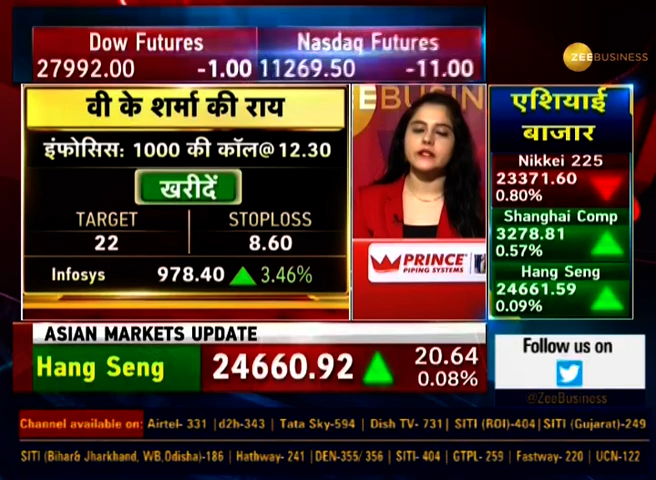 Dow Futures
27992.00 -1.00
Nasdaq Futures
11269.50 -11.00
ZEEBUSINESS
वी के शर्मा की राय
इंफोसिस: 1000 की कॉल@12.30
खरीदें
TARGET STOPLOSS
22 8.60
Infosys 978.40 3.46%
EBUSIN
PRINCE
PIPING SYSTEMS
एशियाई
बाजार
Nikkei 225
23371.60
0.80%
Shanghai Comp
3278.81
0.57%
Hang Seng
24661.59
0.09%
ASIAN MARKETS UPDATE
Hang Seng 24660.92 20.64
0.08%
Follow us on
@ZeeBusiness
Channel available on: Airtel- 331 |d2h-343 | Tata Sky-594 | Dish TV- 731| SITI (ROI)-404| SITI (Gujarat)-249
SITI (Bihar& Jharkhand, WB,Odisha)-186 | Hathway- 241 |DEN-355/ 356 | SITI- 404 | GTPL- 259 | Fastway- 220 | UCN-122